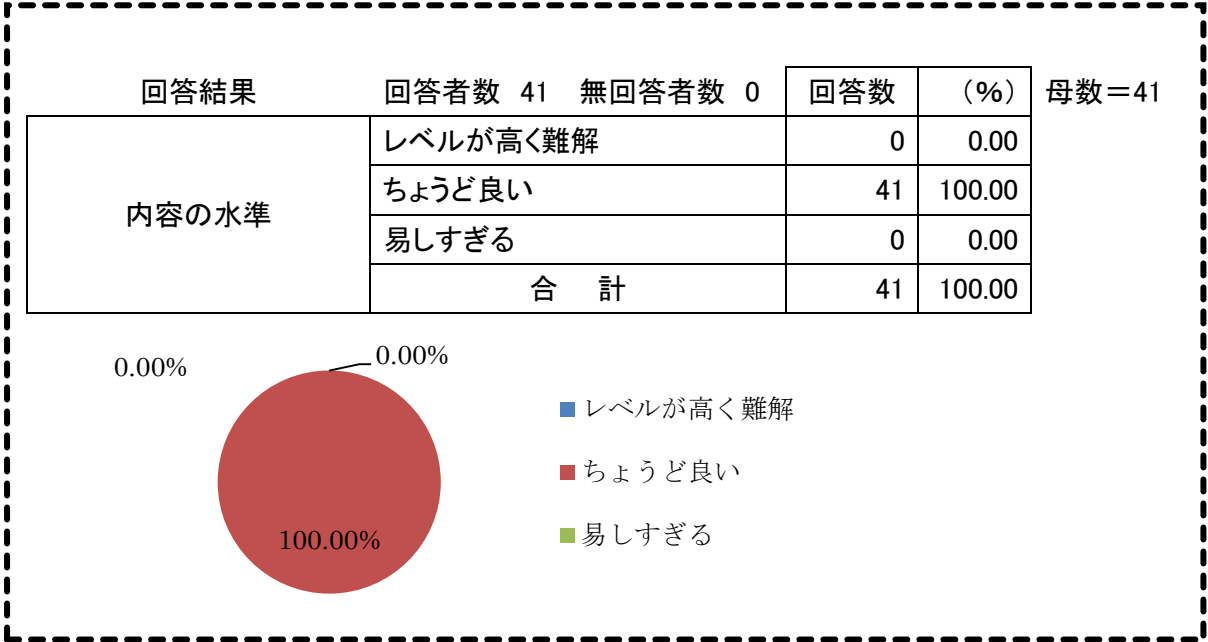 回答結果 回答者数 41 無回答者数 0 回答数 (%) 母数=41
内容の水準
レベルが高く難解 0 0.00
ちょうど良い 41 100.00
易しすぎる 0 0.00
合 計 41 100.00
0.00% 0.00%
100.00%
レベルが高く難解
ちょうど良い
易しすぎる